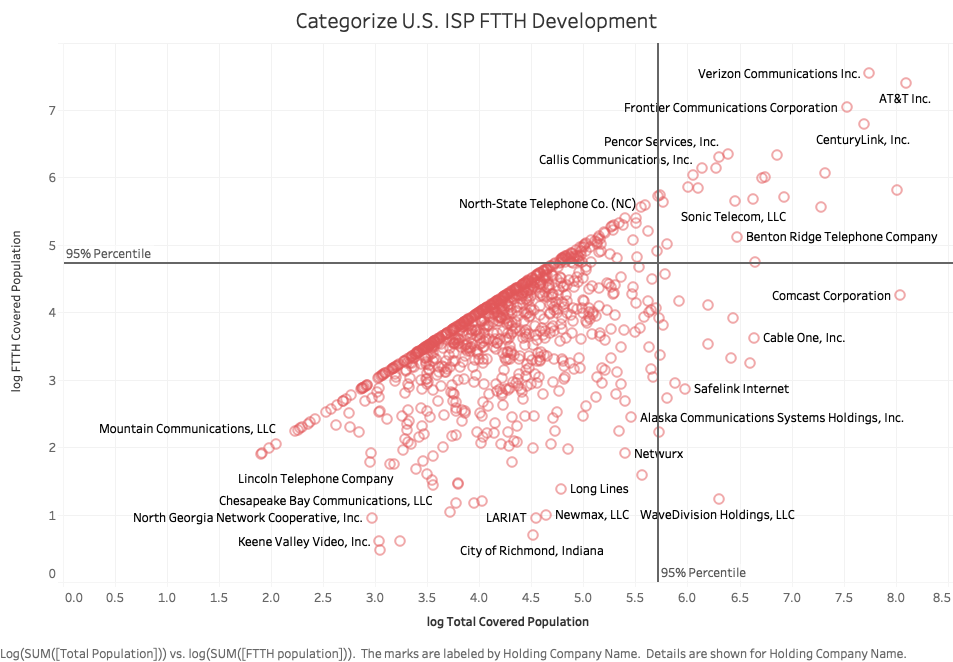 Categorize U.S. ISP FTTH Development
Verizon Communications Inc.
AT&T Inc.
Frontier Communications Corporation
7
CenturyLink, Inc.
Pencor Services, Inc.
Callis Communications, Inc.
6
North-State Telephone Co. (NC)
Sonic Telecom, LLC
Benton Ridge Telephone Company
5
95% Percentile
Comcast Corporation
4
Cable One, Inc.
3
Safelink Internet
Alaska Communications Systems Holdings, Inc.
Mountain Communications, LLC
2
Netwurx
Lincoln Telephone Company
Long Lines
Chesapeake Bay Communications, LLC
1
North Georgia Network Cooperative, Inc.
LARIAT
Newmax, LLC
WaveDivision Holdings, LLC
Keene Valley Video, Inc.
City of Richmond, Indiana
0
95% Percentile
log FTTH Covered Population
0.0 0.5 1.0 1.5 2.0 2.5 3.0 3.5 4.0 4.5 5.0 5.5 6.0 6.5 7.0 7.5 8.0 8.5
log Total Covered Population
Log(SUM([Total Population])) vs. log(SUM([FTTH population])).  The marks are labeled by Holding Company Name.  Details are shown for Holding Company Name.